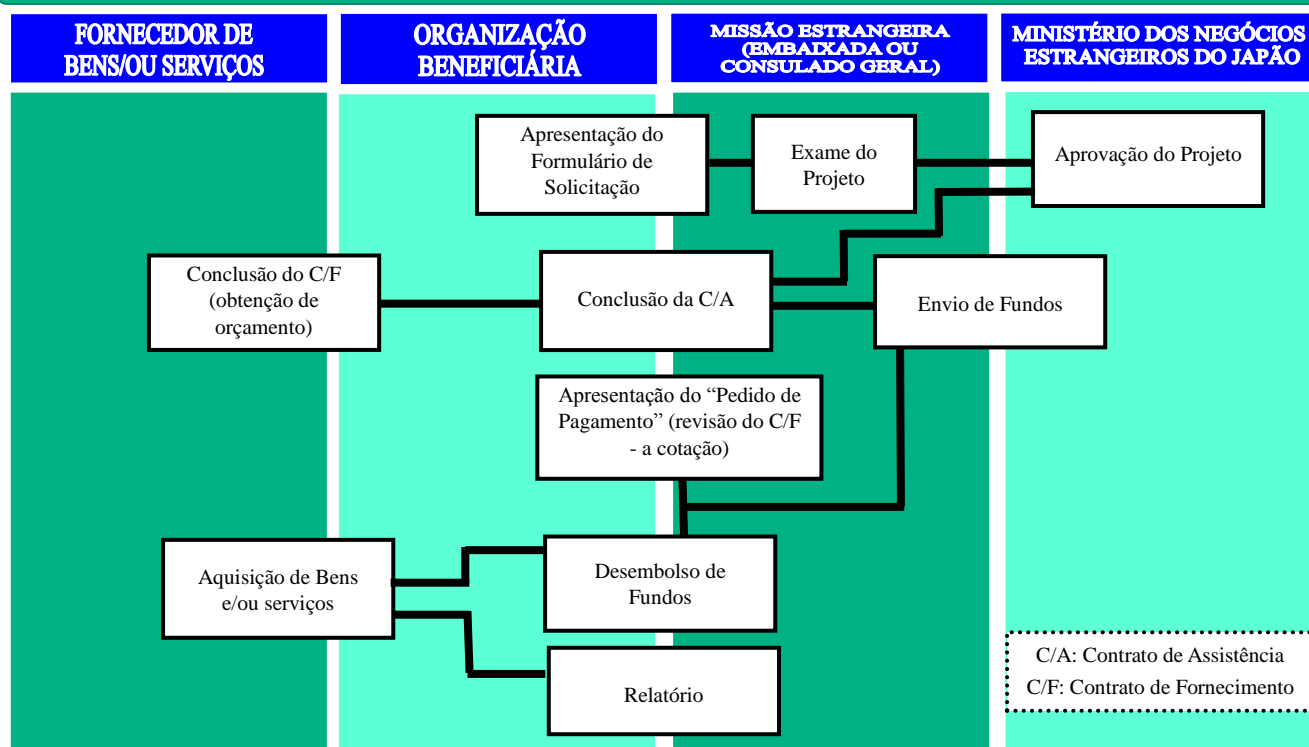 FORNECEDOR DE
BENS/OU SERVIÇOS
ORGANIZAÇÃO
BENEFICIÁRIA
MISSÃO ESTRANGEIRA
(EMBAIXADA OU
CONSULADO GERAL)
MINISTÉRIO DOS NEGÓCIOS
ESTRANGEIROS DO JAPÃO
Apresentação do
Formulário de
Solicitação
Exame do
Projeto
Aprovação do Projeto
Conclusão do C/F
(obtenção de
orçamento)
Conclusão da C/A
Envio de Fundos
Apresentação do “Pedido de
Pagamento” (revisão do C/F
- a cotação)
Aquisição de Bens
e/ou serviços
Desembolso de
Fundos
Relatório
C/A: Contrato de Assistência
C/F: Contrato de Fornecimento